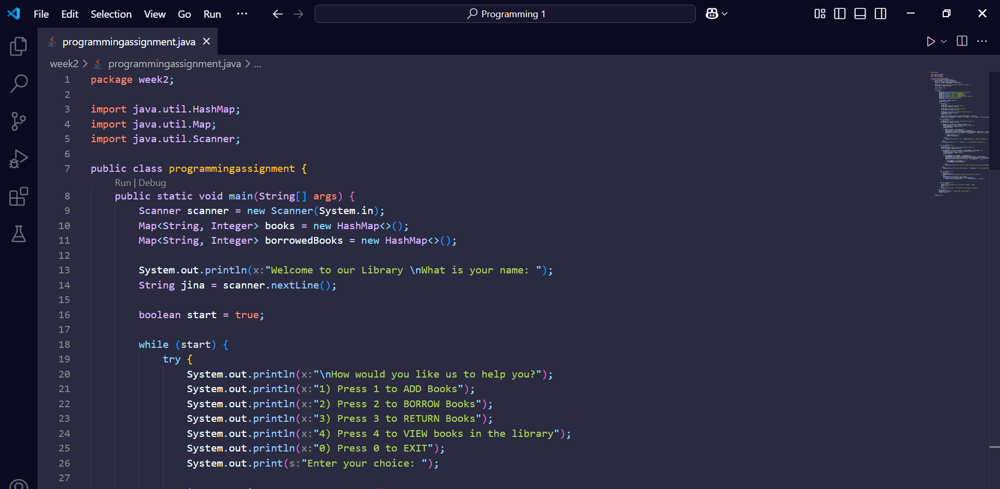 File Edit Selection View Go Run ... Programming 1
programmingassignment.java
week2 > programmingassignment.java > ...
1 package week2;
2
3 import java.util.HashMap;
4 import java.util.Map;
5 import java.util.Scanner;
6
7 public class programmingassignment {
Run | Debug
8 public static void main(String[] args) {
9 Scanner scanner = new Scanner(System.in);
10 Map<String, Integer> books = new HashMap<>();
11 Map<String, Integer> borrowedBooks = new HashMap<>();
12
13 System.out.println(x:"Welcome to our Library \nWhat is your name: ");
14 String jina = scanner.nextLine();
15
16 boolean start = true;
17
18 while (start) {
19 try {
20 System.out.println(x:"\nHow would you like us to help you?");
21 System.out.println(x:"1) Press 1 to ADD Books");
22 System.out.println(x:"2) Press 2 to BORROW Books");
23 System.out.println(x:"3) Press 3 to RETURN Books");
24 System.out.println(x:"4) Press 4 to VIEW books in the library");
25 System.out.println(x:"0) Press 0 to EXIT");
26 System.out.print(s:"Enter your choice: ");
27